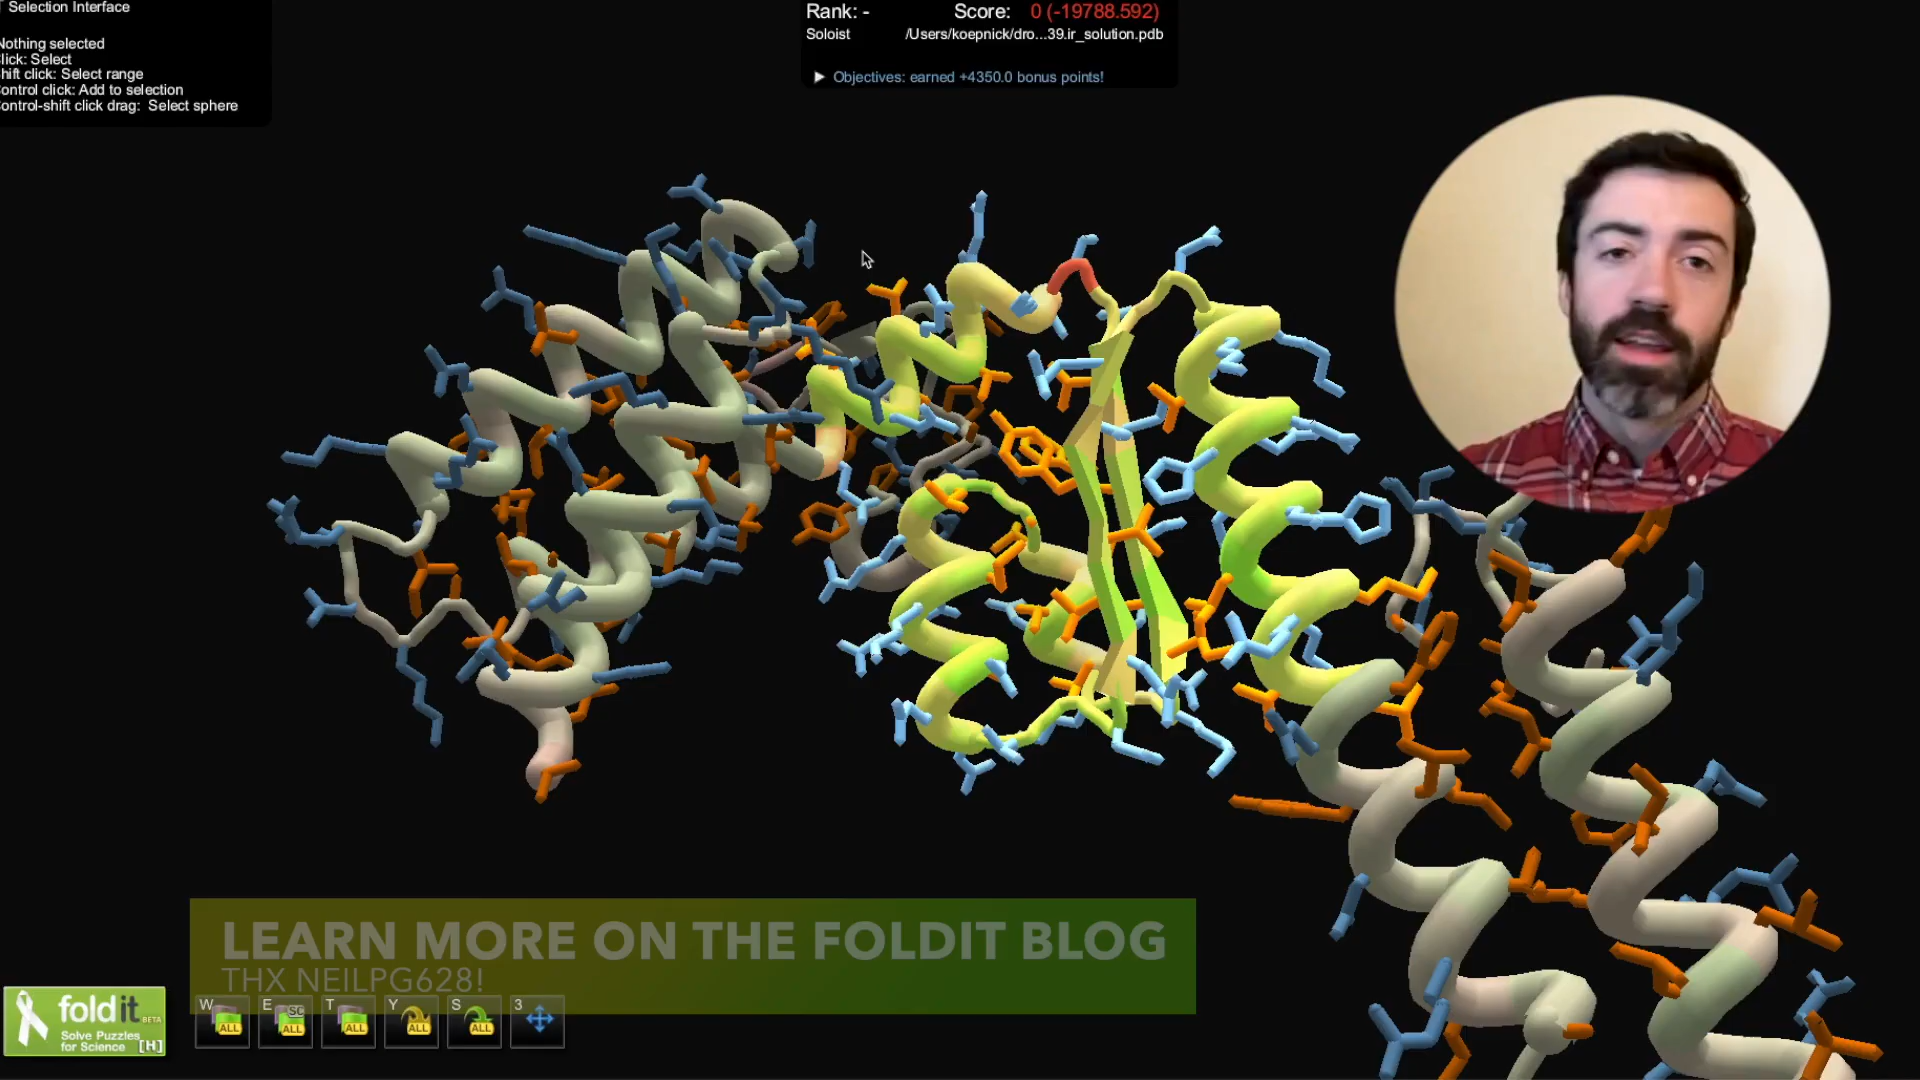 Selection Interface
Nothing selected
lick: Select
hift click: Select range
ontrol click: Add to selection
ontrol-shift click drag: Select sphere
Rank: -
Score: 0 (-19788.592)
Soloist
/Users/koepnick/dro...39.ir_solution.pdb
Objectives: earned +4350.0 bonus points!
LEARN MORE ON THE FOLDIT BLOG
THX NEILPG628!
foldit BETA
Solve Puzzles
for Science [H]
W ALL
E SC ALL
T ALL
Y ALL
S ALL
3